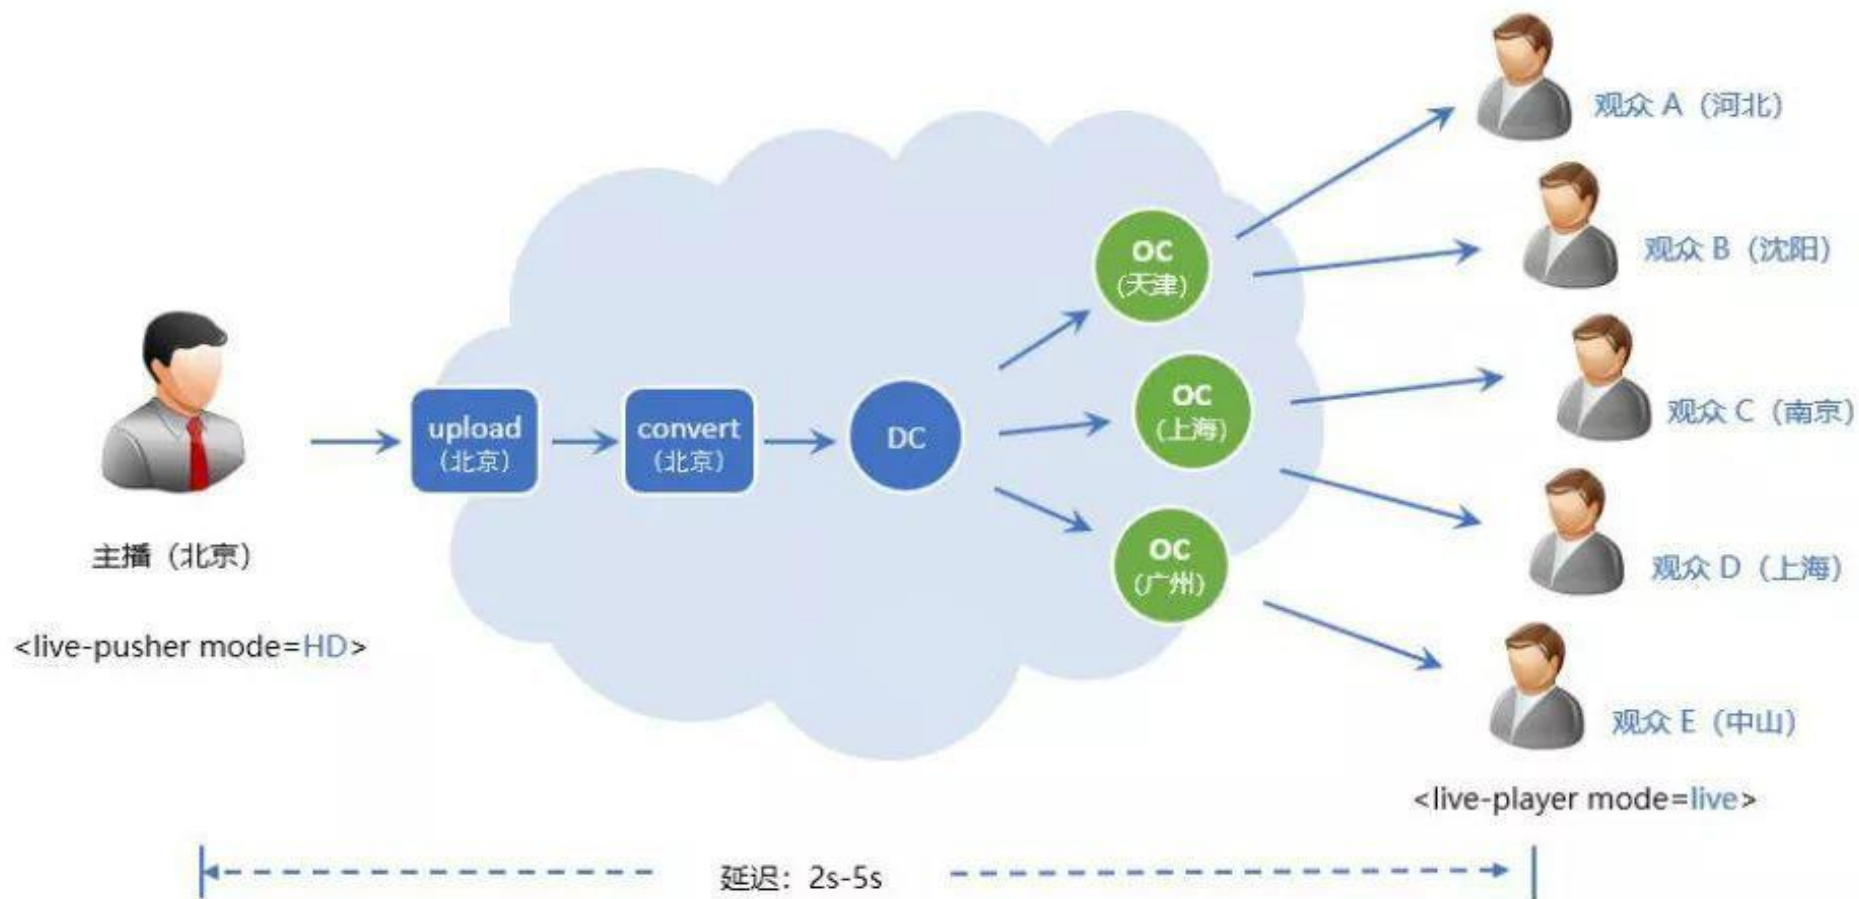 主播（北京）
<live-pusher mode=HD>
upload
（北京）
convert
（北京）
DC
OC
(天津)
OC
(上海)
OC
(广州)
观众 A（河北）
观众 B（沈阳）
观众 C（南京）
观众 D（上海）
观众 E（中山）
<live-player mode=live>
延迟：2s-5s